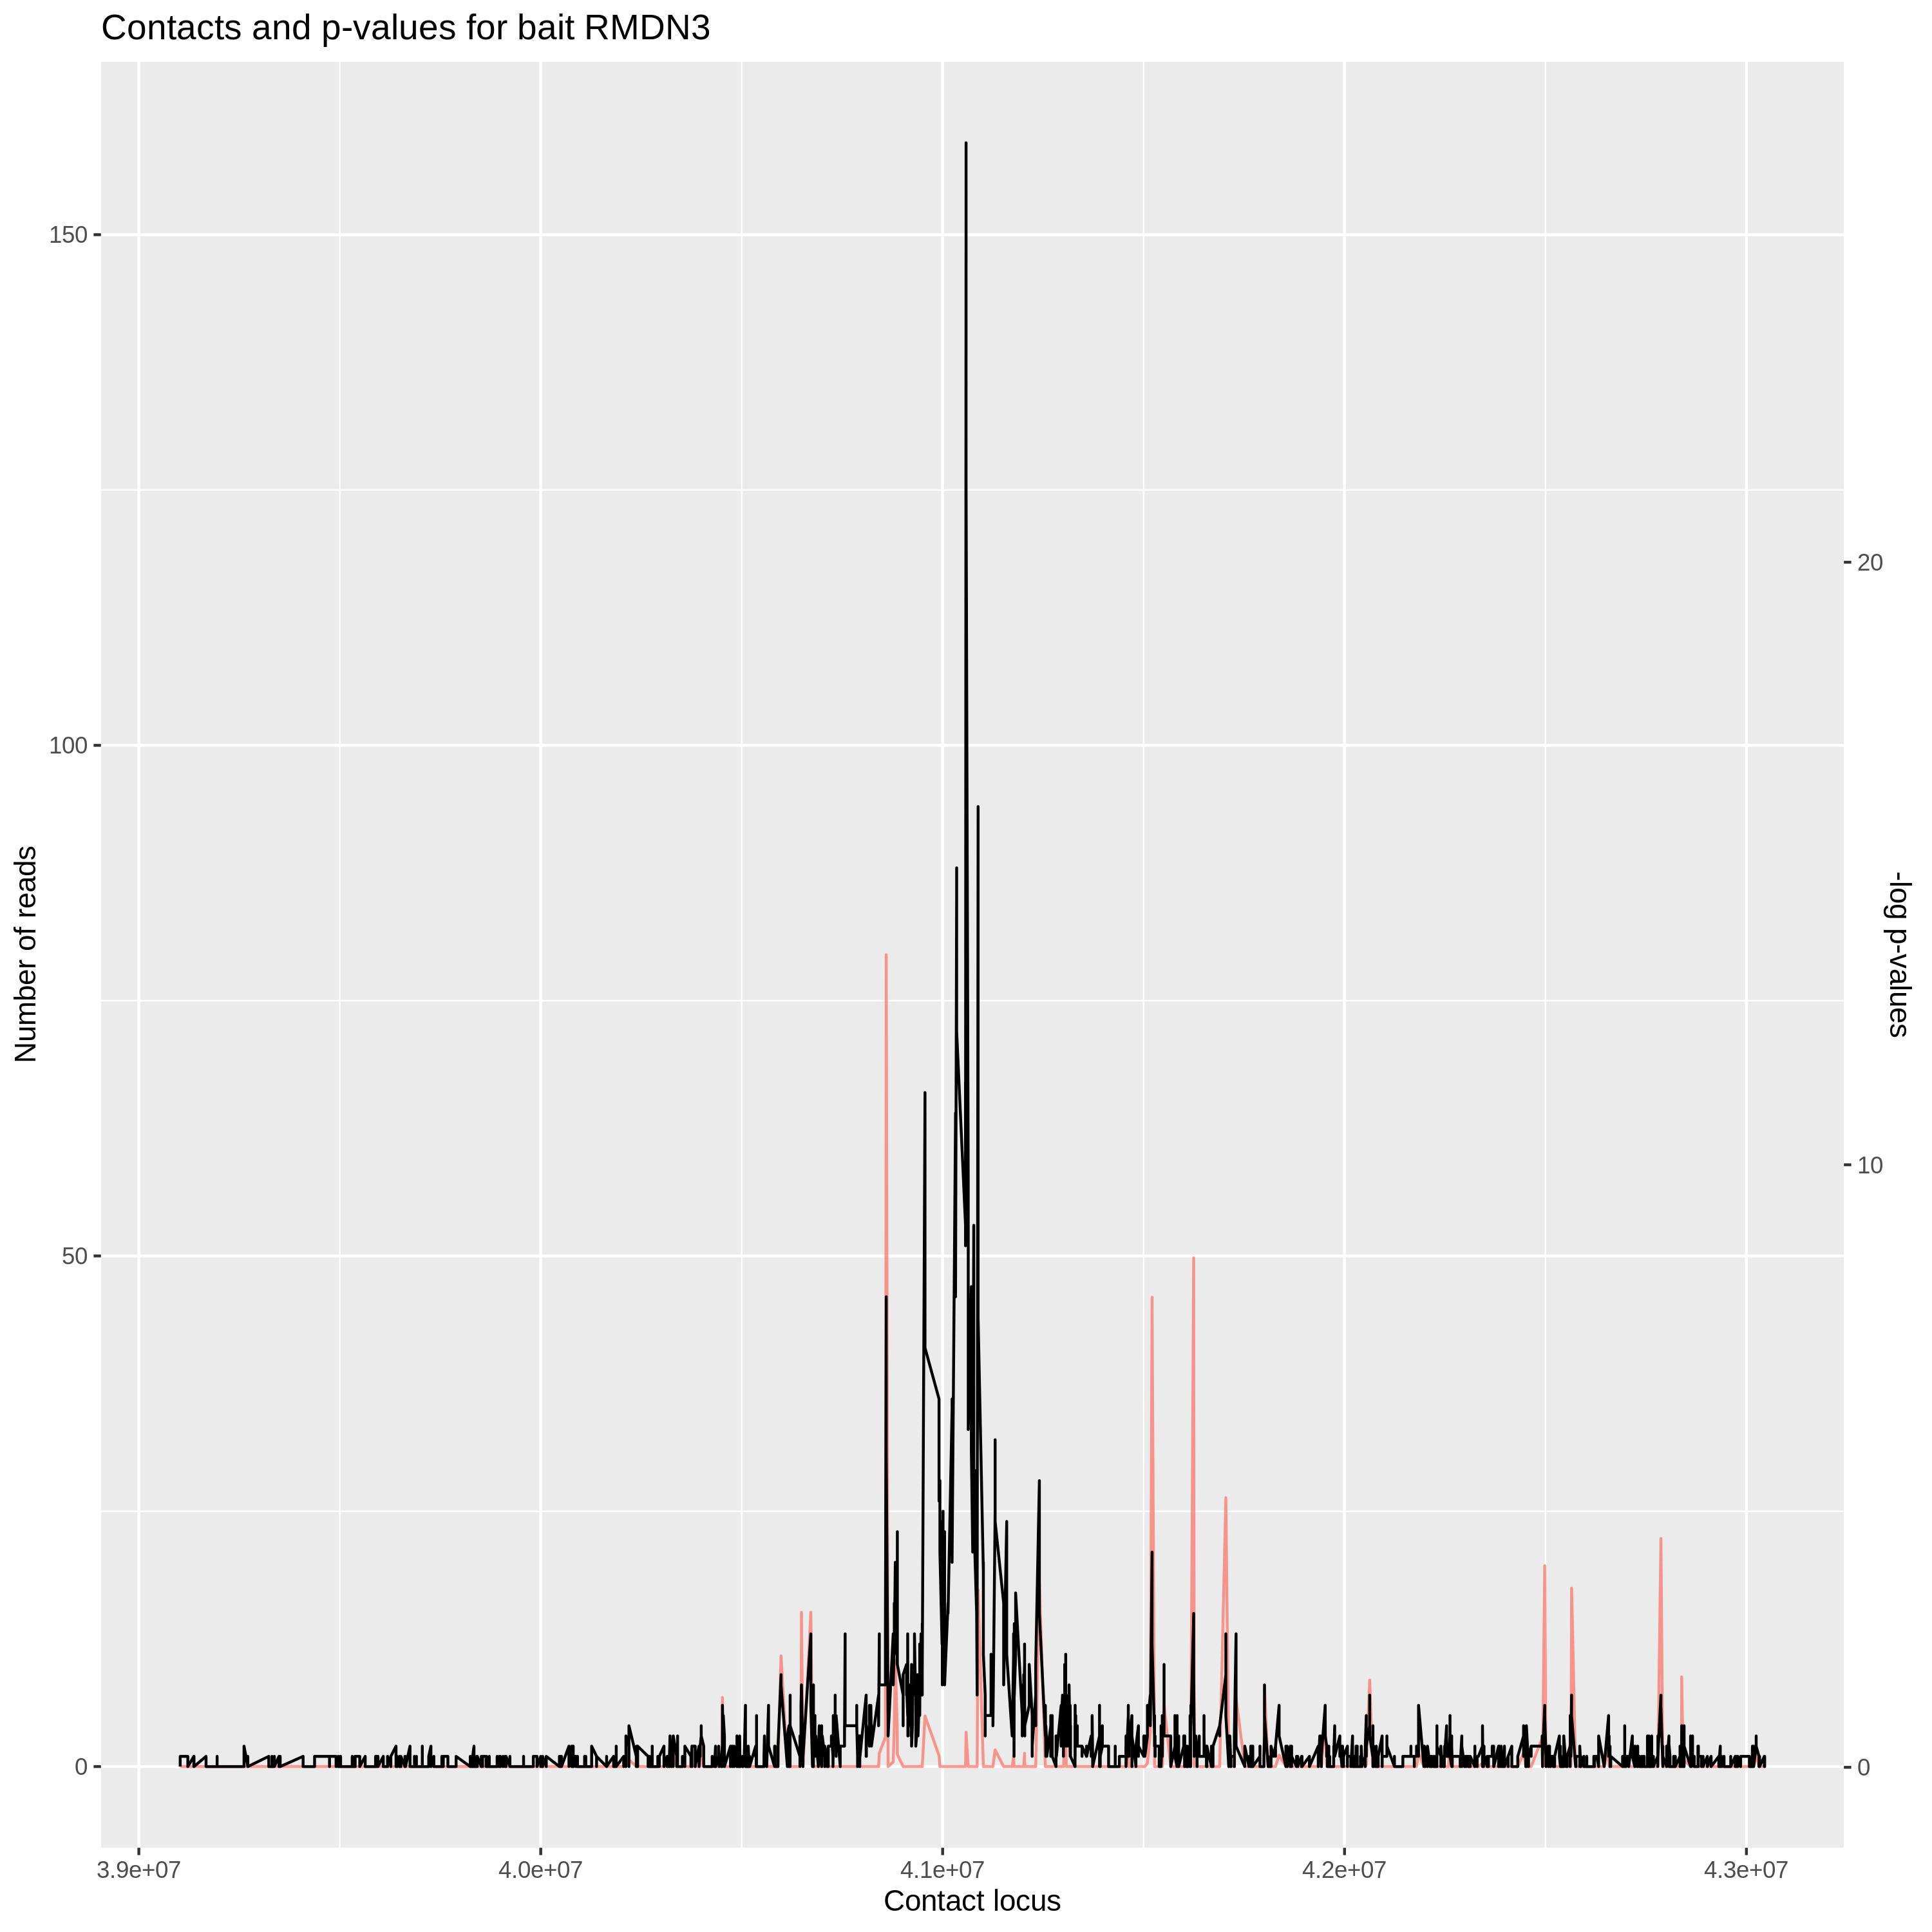 Contacts and p-values for bait RMDN3
150
100
50
0
Number of reads
20
10
0
-log p-values
3.9e+07
4.0e+07
4.1e+07
4.2e+07
4.3e+07
Contact locus